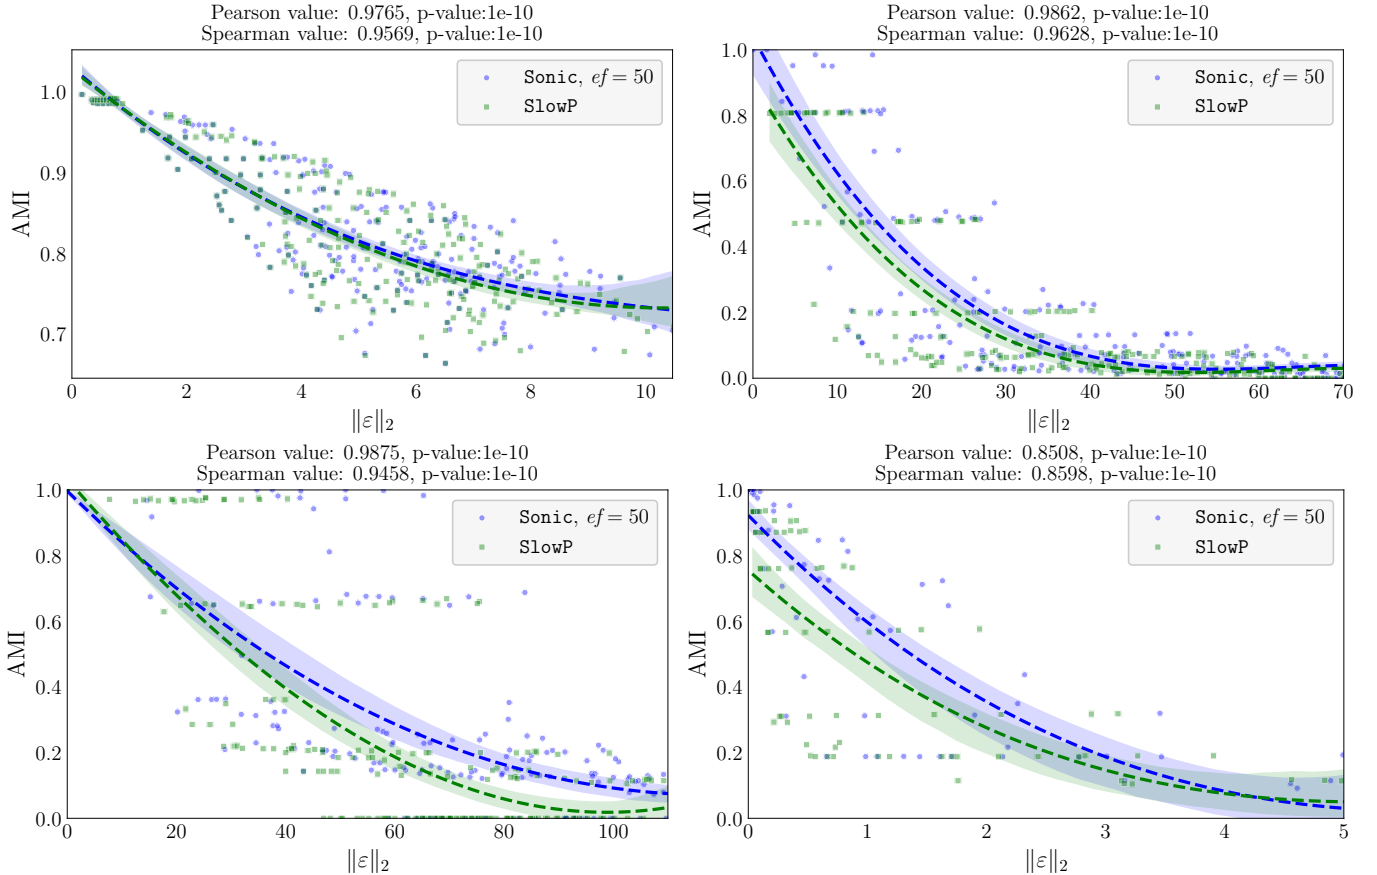 Pearson value: 0.9765, p-value:1e-10
Spearman value: 0.9569, p-value:1e-10
AMI
1.0
0.9
0.8
0.7
Sonic, ef = 50
SlowP
0 2 4 6 8 10
‖ε‖₂
Pearson value: 0.9862, p-value:1e-10
Spearman value: 0.9628, p-value:1e-10
AMI
1.0
0.8
0.6
0.4
0.2
0.0
Sonic, ef = 50
SlowP
0 10 20 30 40 50 60 70
‖ε‖₂
Pearson value: 0.9875, p-value:1e-10
Spearman value: 0.9458, p-value:1e-10
AMI
1.0
0.8
0.6
0.4
0.2
0.0
Sonic, ef = 50
SlowP
0 20 40 60 80 100
‖ε‖₂
Pearson value: 0.8508, p-value:1e-10
Spearman value: 0.8598, p-value:1e-10
AMI
1.0
0.8
0.6
0.4
0.2
0.0
Sonic, ef = 50
SlowP
0 1 2 3 4 5
‖ε‖₂